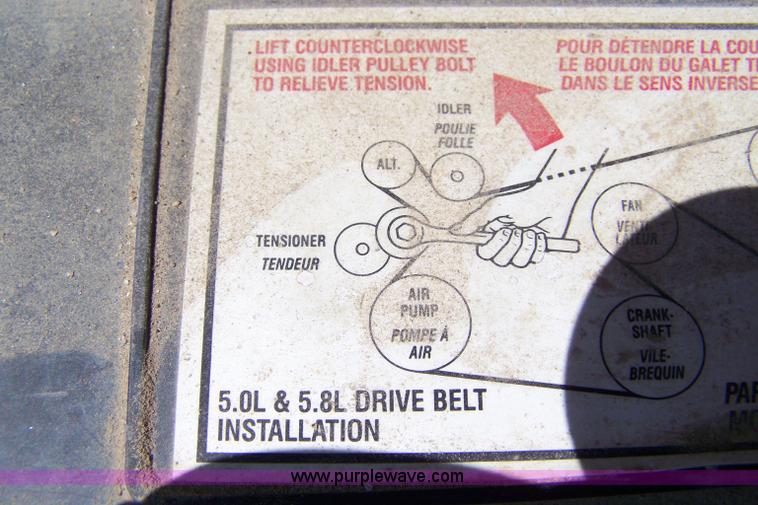 LIFT COUNTERCLOCKWISE
USING IDLER PULLEY BOLT
TO RELIEVE TENSION.
POUR DÉTENDRE LA COU
LE BOULON DU GALET T
DANS LE SENS INVERSE
IDLER
POULIE
FOLLE
ALT.
FAN
VENTI-
LATEUR
TENSIONER
TENDEUR
AIR
PUMP
POMPE À
AIR
CRANK-
SHAFT
VILE-
BREQUIN
5.0L & 5.8L DRIVE BELT
INSTALLATION
PAR
MO
www.purplewave.com